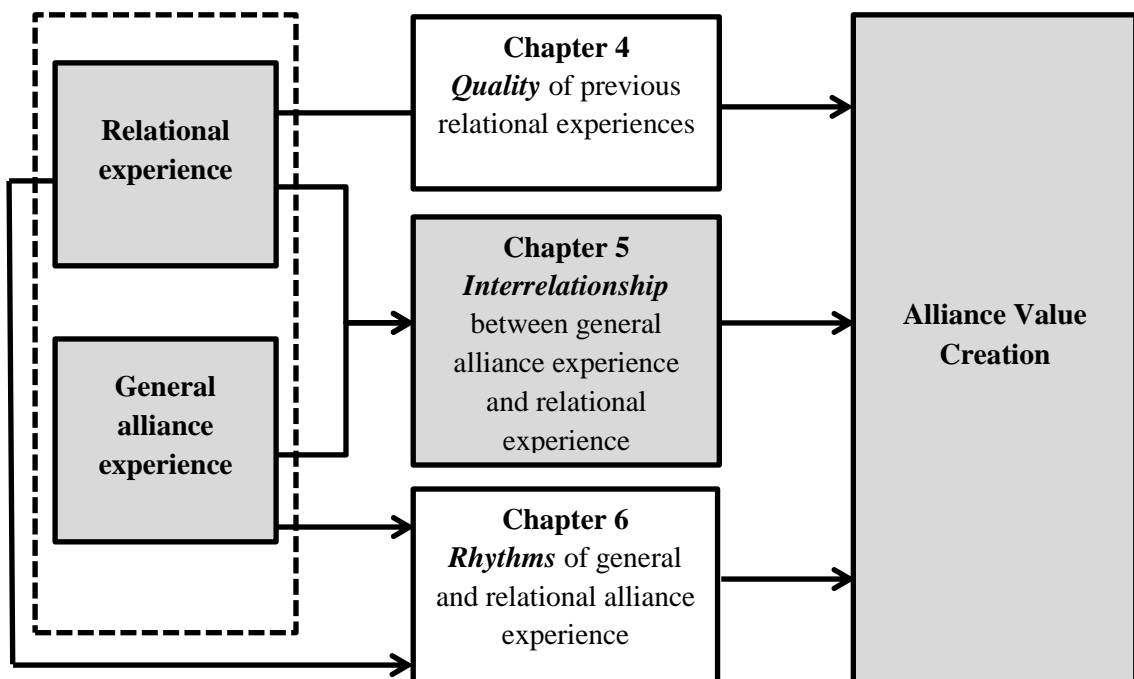 Relational
experience
General
alliance
experience
Chapter 4
Quality of previous
relational experiences
Chapter 5
Interrelationship
between general
alliance experience
and relational
experience
Chapter 6
Rhythms of general
and relational alliance
experience
Alliance Value
Creation